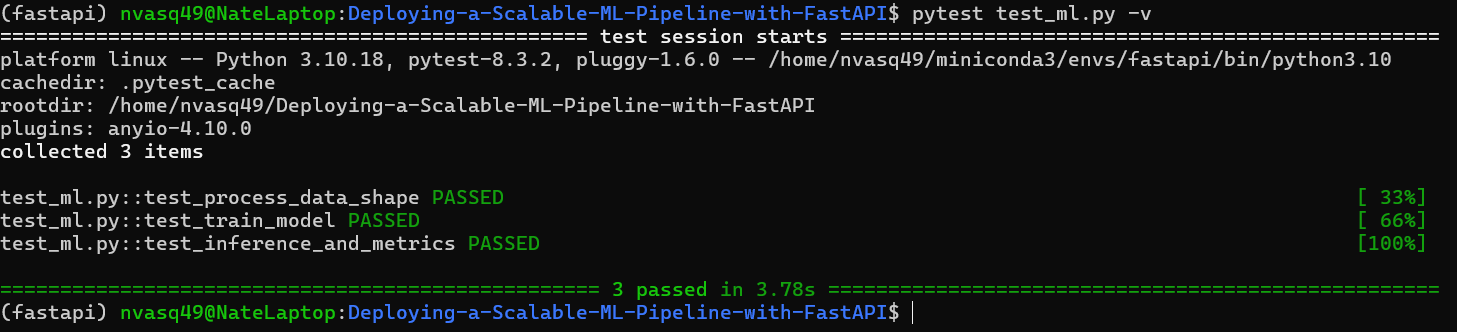 (fastapi) nvasq49@NateLaptop:Deploying-a-Scalable-ML-Pipeline-with-FastAPI$ pytest test_ml.py -v
================================================= test session starts ==================================================
platform linux -- Python 3.10.18, pytest-8.3.2, pluggy-1.6.0 -- /home/nvasq49/miniconda3/envs/fastapi/bin/python3.10
cachedir: .pytest_cache
rootdir: /home/nvasq49/Deploying-a-Scalable-ML-Pipeline-with-FastAPI
plugins: anyio-4.10.0
collected 3 items
test_ml.py::test_process_data_shape PASSED [ 33%]
test_ml.py::test_train_model PASSED [ 66%]
test_ml.py::test_inference_and_metrics PASSED [100%]
================================================== 3 passed in 3.78s ===================================================
(fastapi) nvasq49@NateLaptop:Deploying-a-Scalable-ML-Pipeline-with-FastAPI$